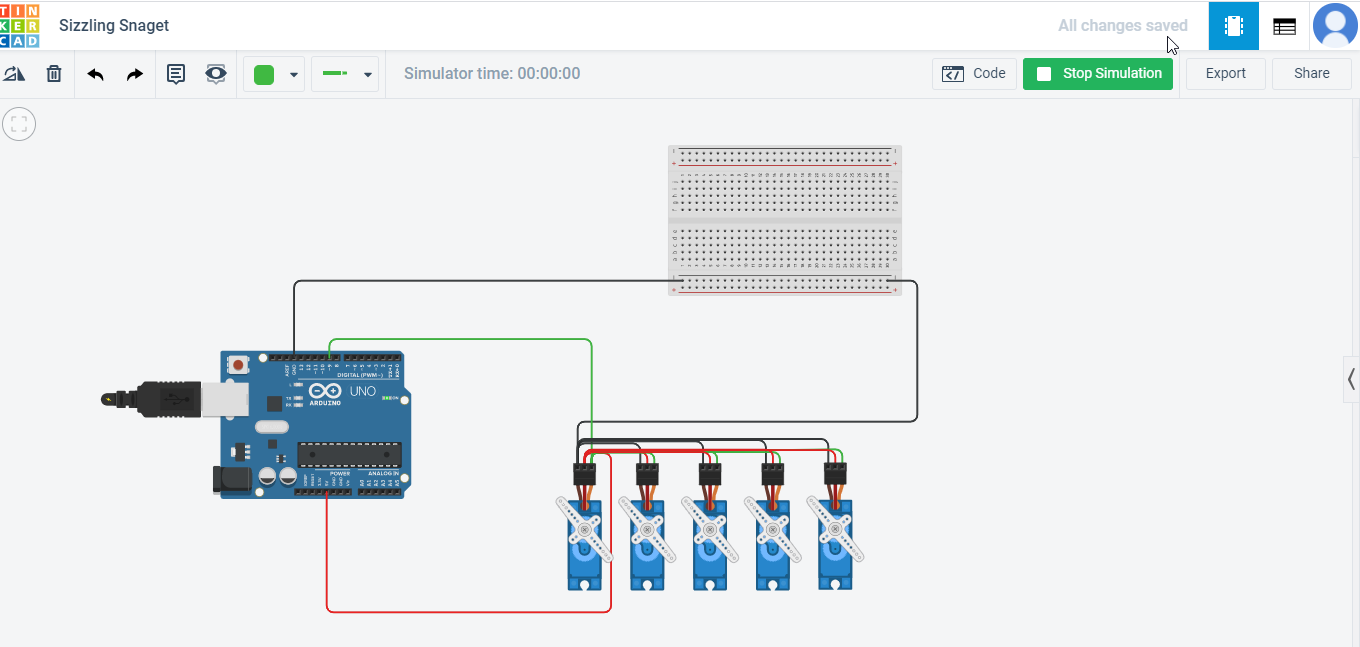 TIN
KER
CAD
Sizzling Snaget
All changes saved
Simulator time: 00:00:00
Code
Stop Simulation
Export
Share
DIGITAL (PWM~)
UNO
ARDUINO
POWER
ANALOG IN